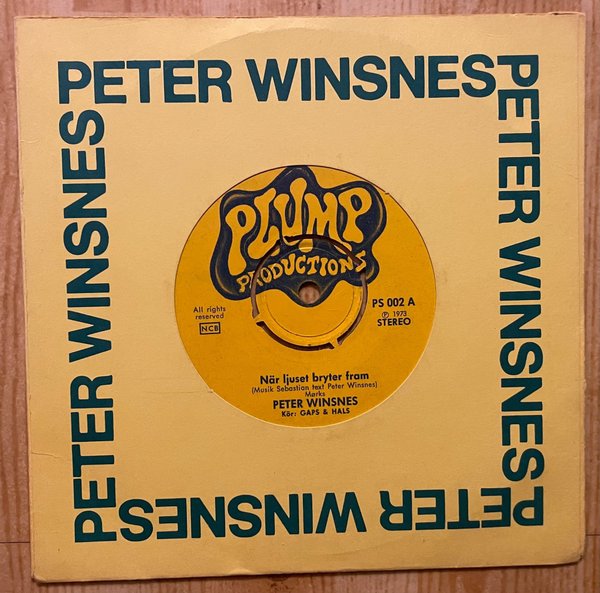 PETER WINSNES
PETER WINSNES
PETER WINSNES
PETER WINSNES
PLUMP
PRODUCTIONS
All rights
reserved
NCB
PS 002 A
Ⓟ 1973
STEREO
När ljuset bryter fram
(Musik Sebastian text Peter Winsnes)
Mørks
PETER WINSNES
Kör: GAPS & HALS